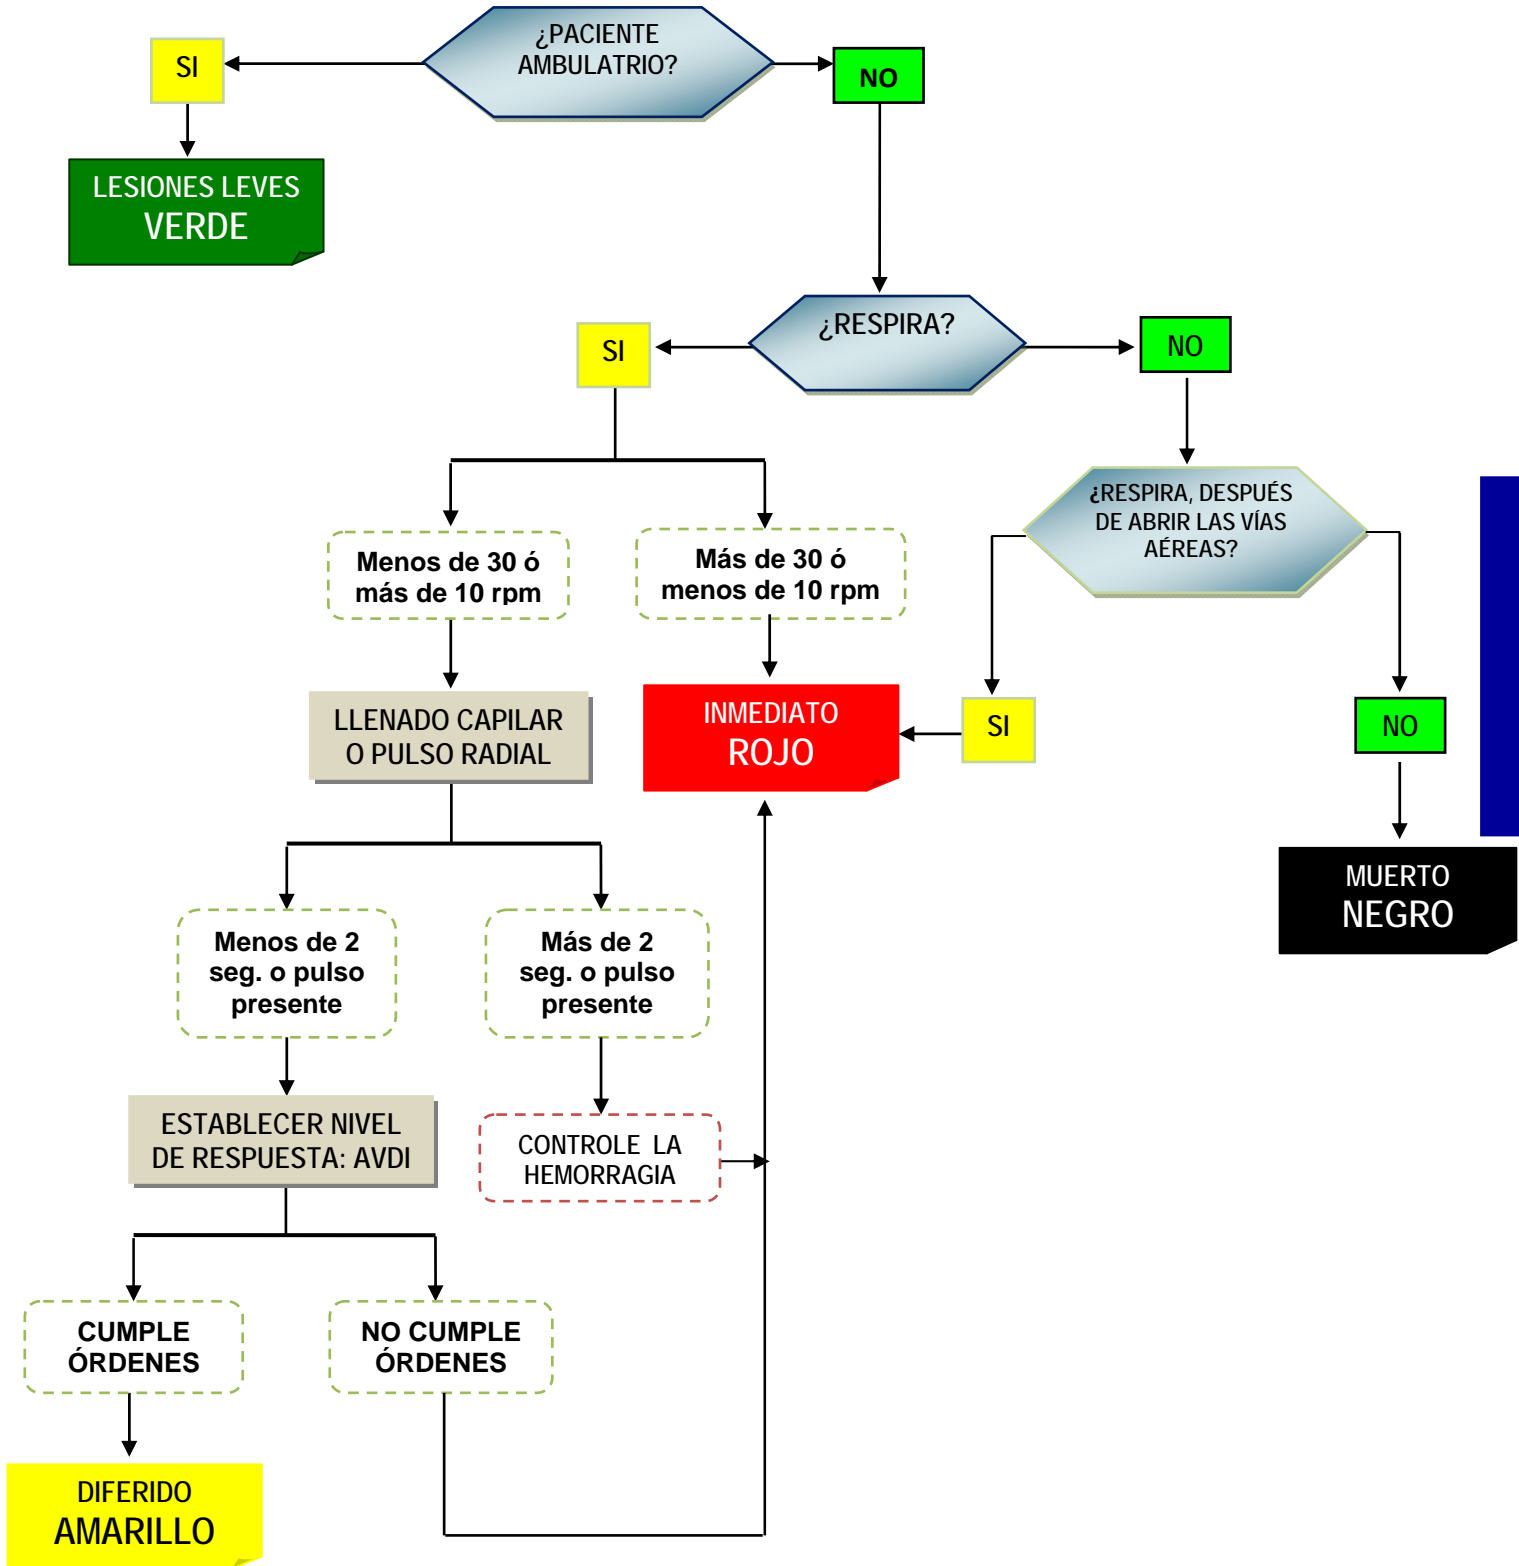 ¿PACIENTE
AMBULATRIO?
SI
NO
LESIONES LEVES
VERDE
¿RESPIRA?
SI
NO
¿RESPIRA, DESPUÉS
DE ABRIR LAS VÍAS
AÉREAS?
Menos de 30 ó
más de 10 rpm
Más de 30 ó
menos de 10 rpm
LLENADO CAPILAR
O PULSO RADIAL
INMEDIATO
ROJO
SI
NO
MUERTO
NEGRO
Menos de 2
seg. o pulso
presente
Más de 2
seg. o pulso
presente
ESTABLECER NIVEL
DE RESPUESTA: AVDI
CONTROLE LA
HEMORRAGIA
CUMPLE
ÓRDENES
NO CUMPLE
ÓRDENES
DIFERIDO
AMARILLO